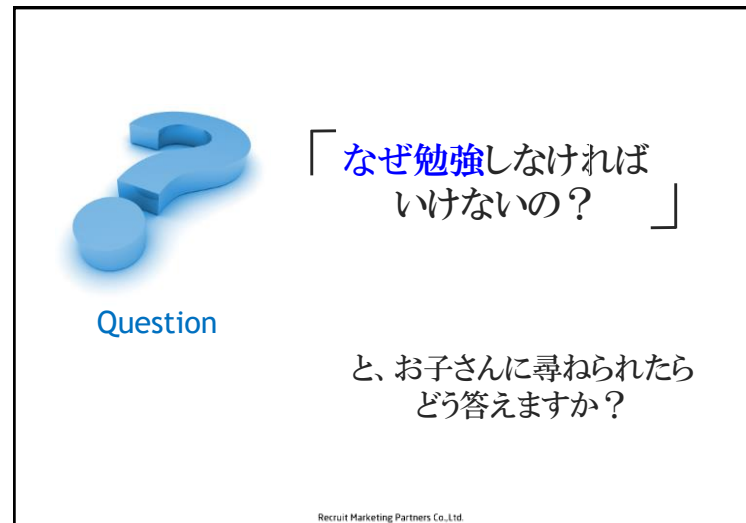 「なぜ勉強しなければ
いけないの？」
Question
と、お子さんに尋ねられたら
どう答えますか？
Recruit Marketing Partners Co.,Ltd.